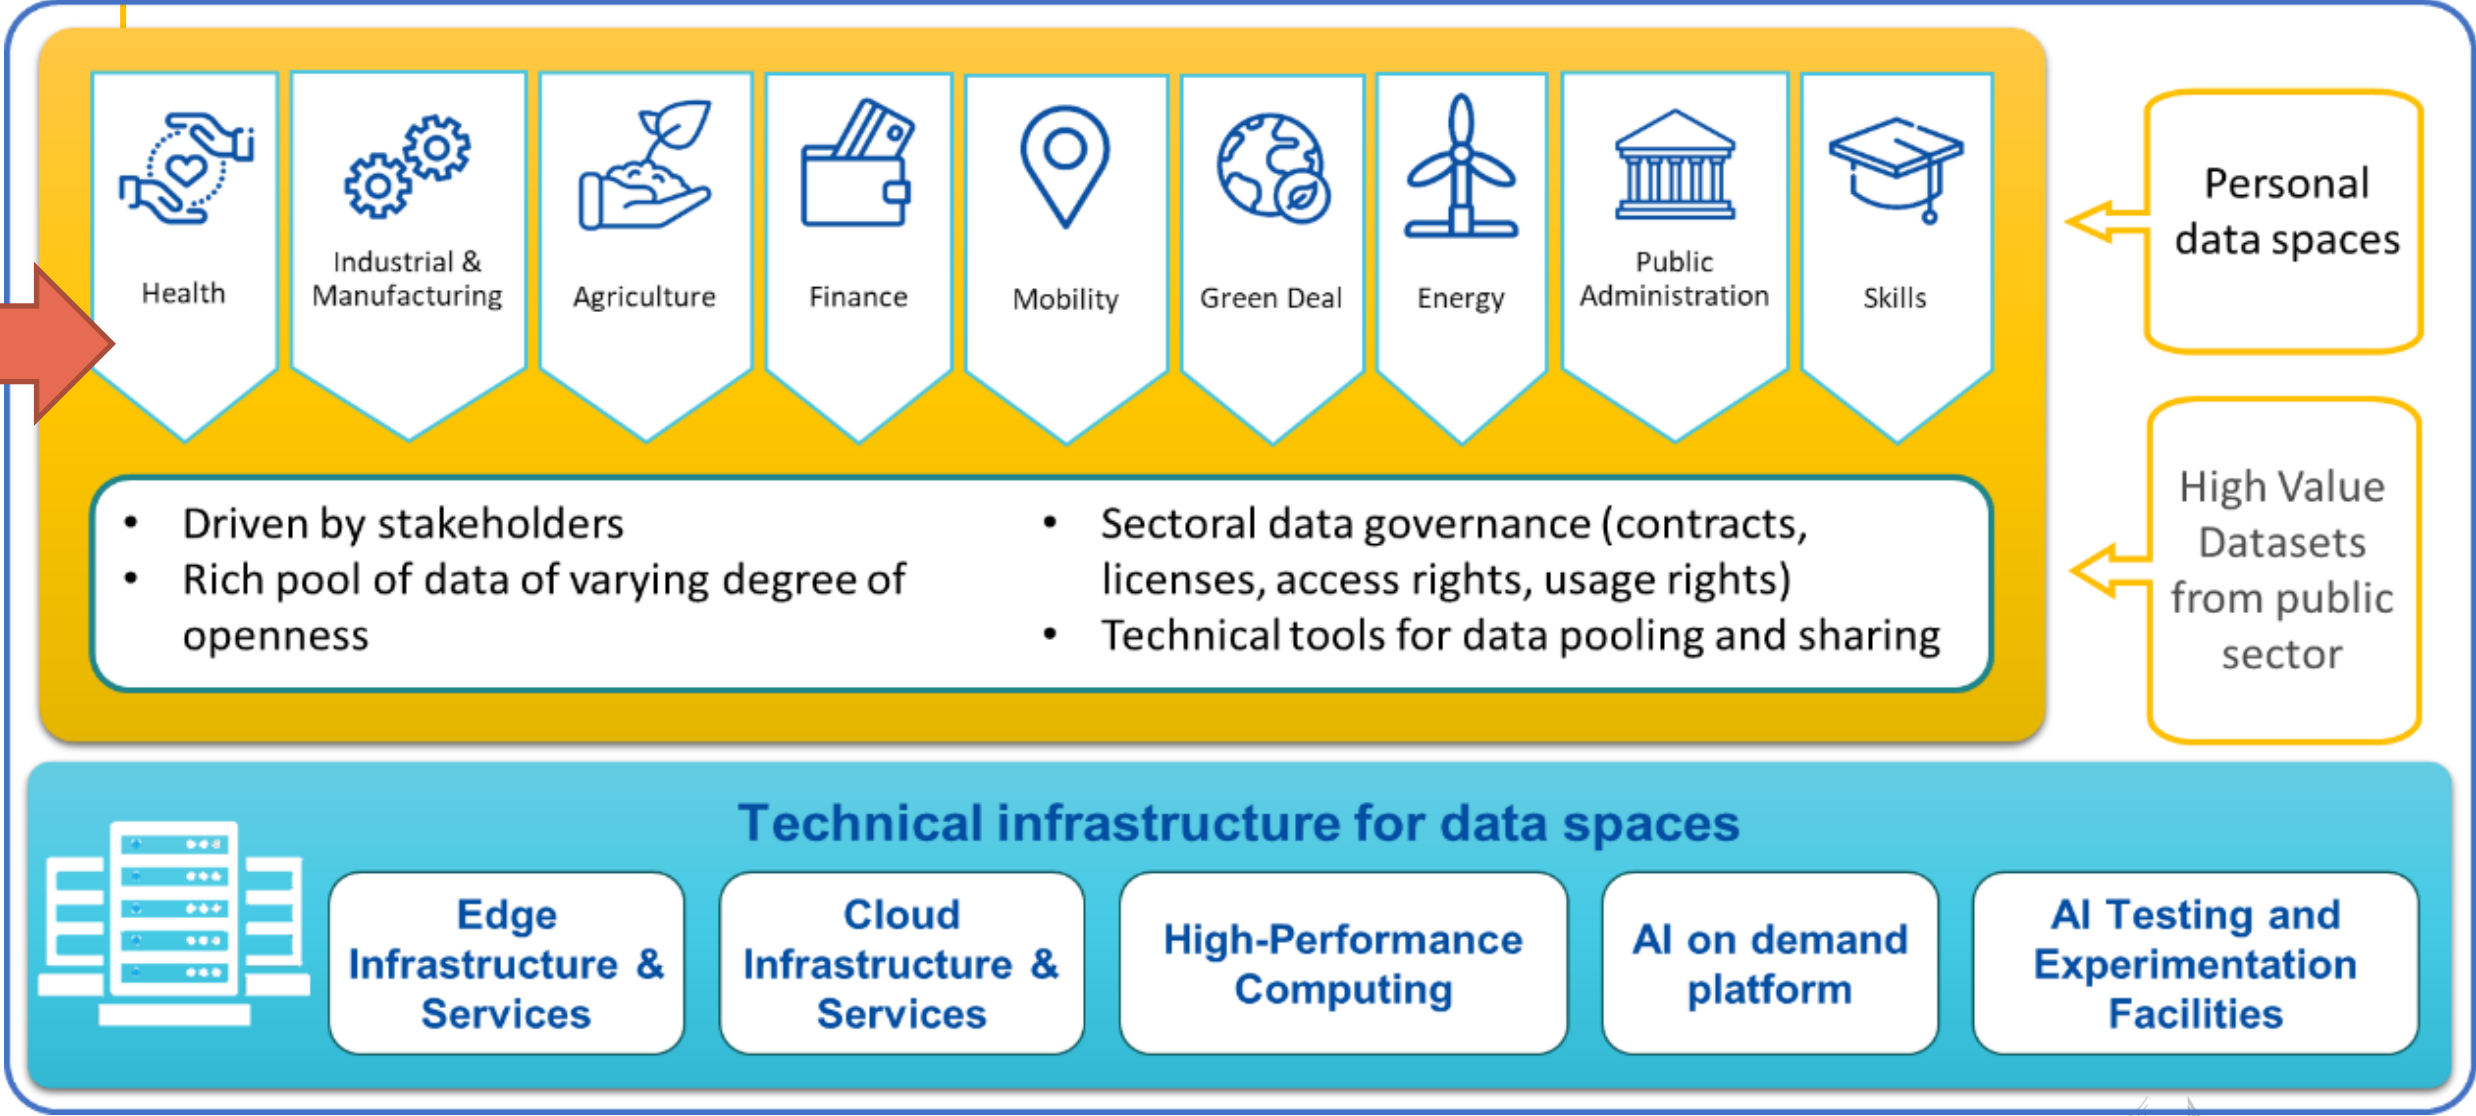 Health
Industrial &
Manufacturing
Agriculture
Finance
Mobility
Green Deal
Energy
Public
Administration
Skills
Personal
data spaces
• Driven by stakeholders
• Rich pool of data of varying degree of
openness
• Sectoral data governance (contracts,
licenses, access rights, usage rights)
• Technical tools for data pooling and sharing
High Value
Datasets
from public
sector
Technical infrastructure for data spaces
Edge
Infrastructure &
Services
Cloud
Infrastructure &
Services
High-Performance
Computing
AI on demand
platform
AI Testing and
Experimentation
Facilities